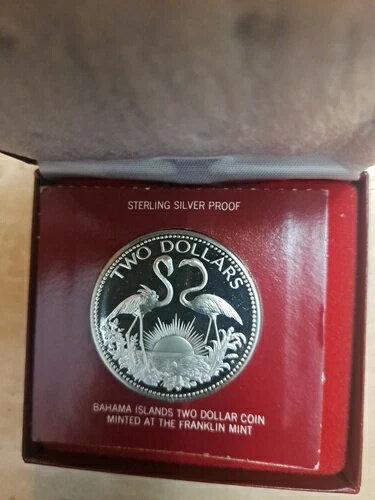 STERLING SILVER PROOF
TWO DOLLARS
BAHAMA ISLANDS TWO DOLLAR COIN
MINTED AT THE FRANKLIN MINT